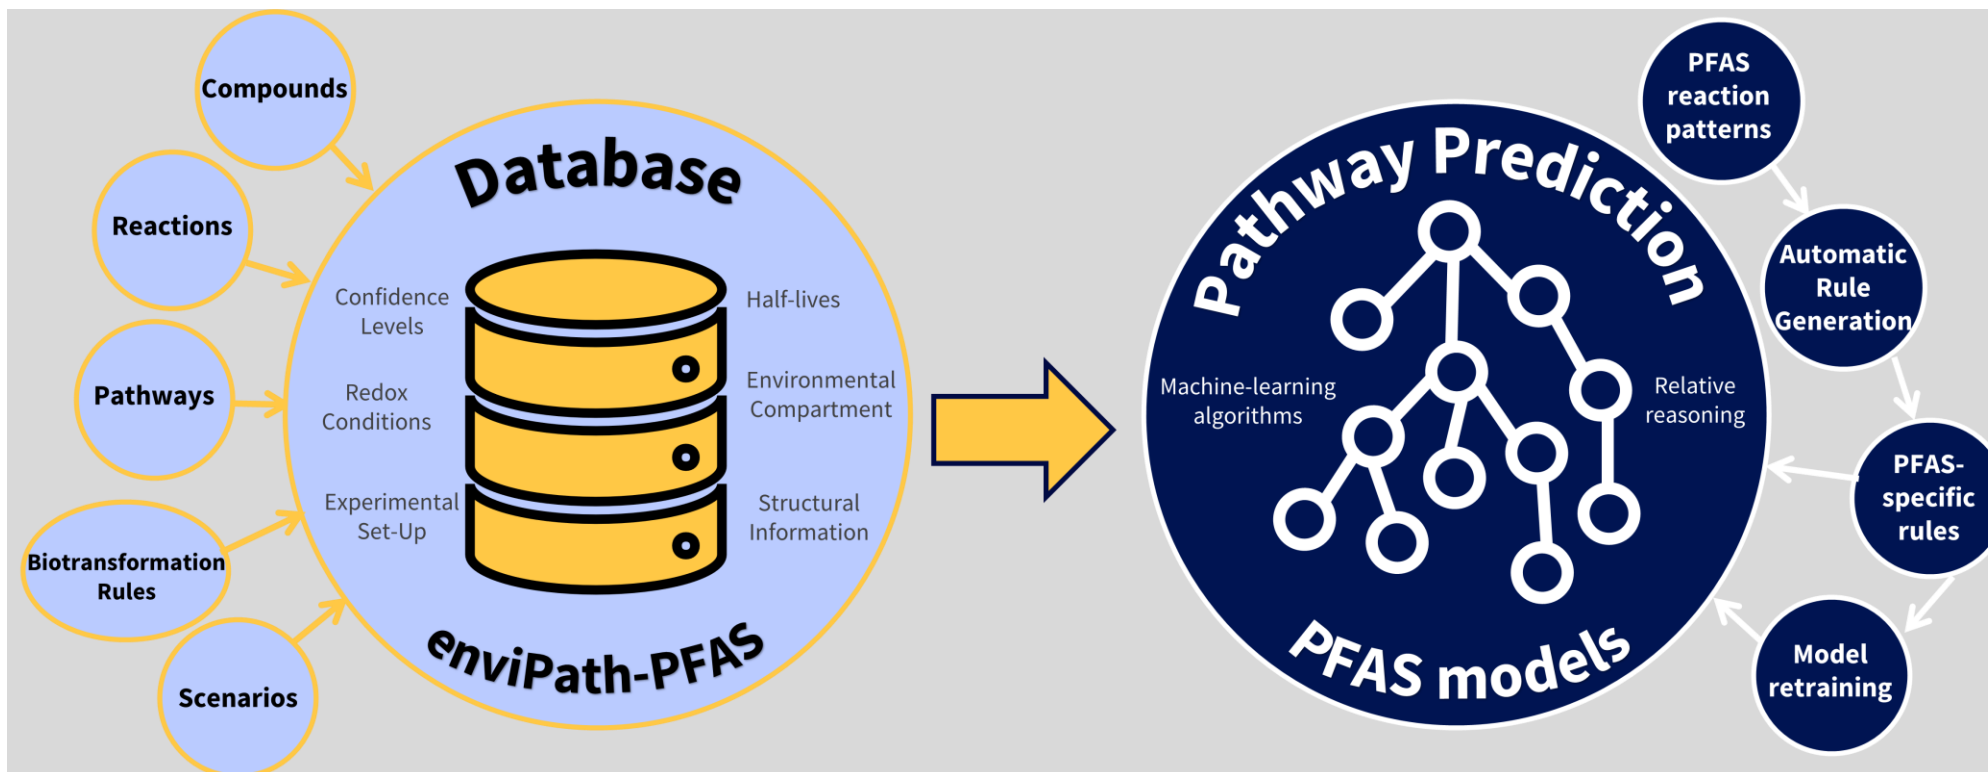 Compounds
Reactions
Pathways
Biotransformation
Rules
Scenarios
Database
Confidence
Levels
Redox
Conditions
Experimental
Set-Up
Half-lives
Environmental
Compartment
Structural
Information
enviPath-PFAS
Pathway Prediction
Machine-learning
algorithms
Relative
reasoning
PFAS models
PFAS
reaction
patterns
Automatic
Rule
Generation
PFAS-
specific
rules
Model
retraining